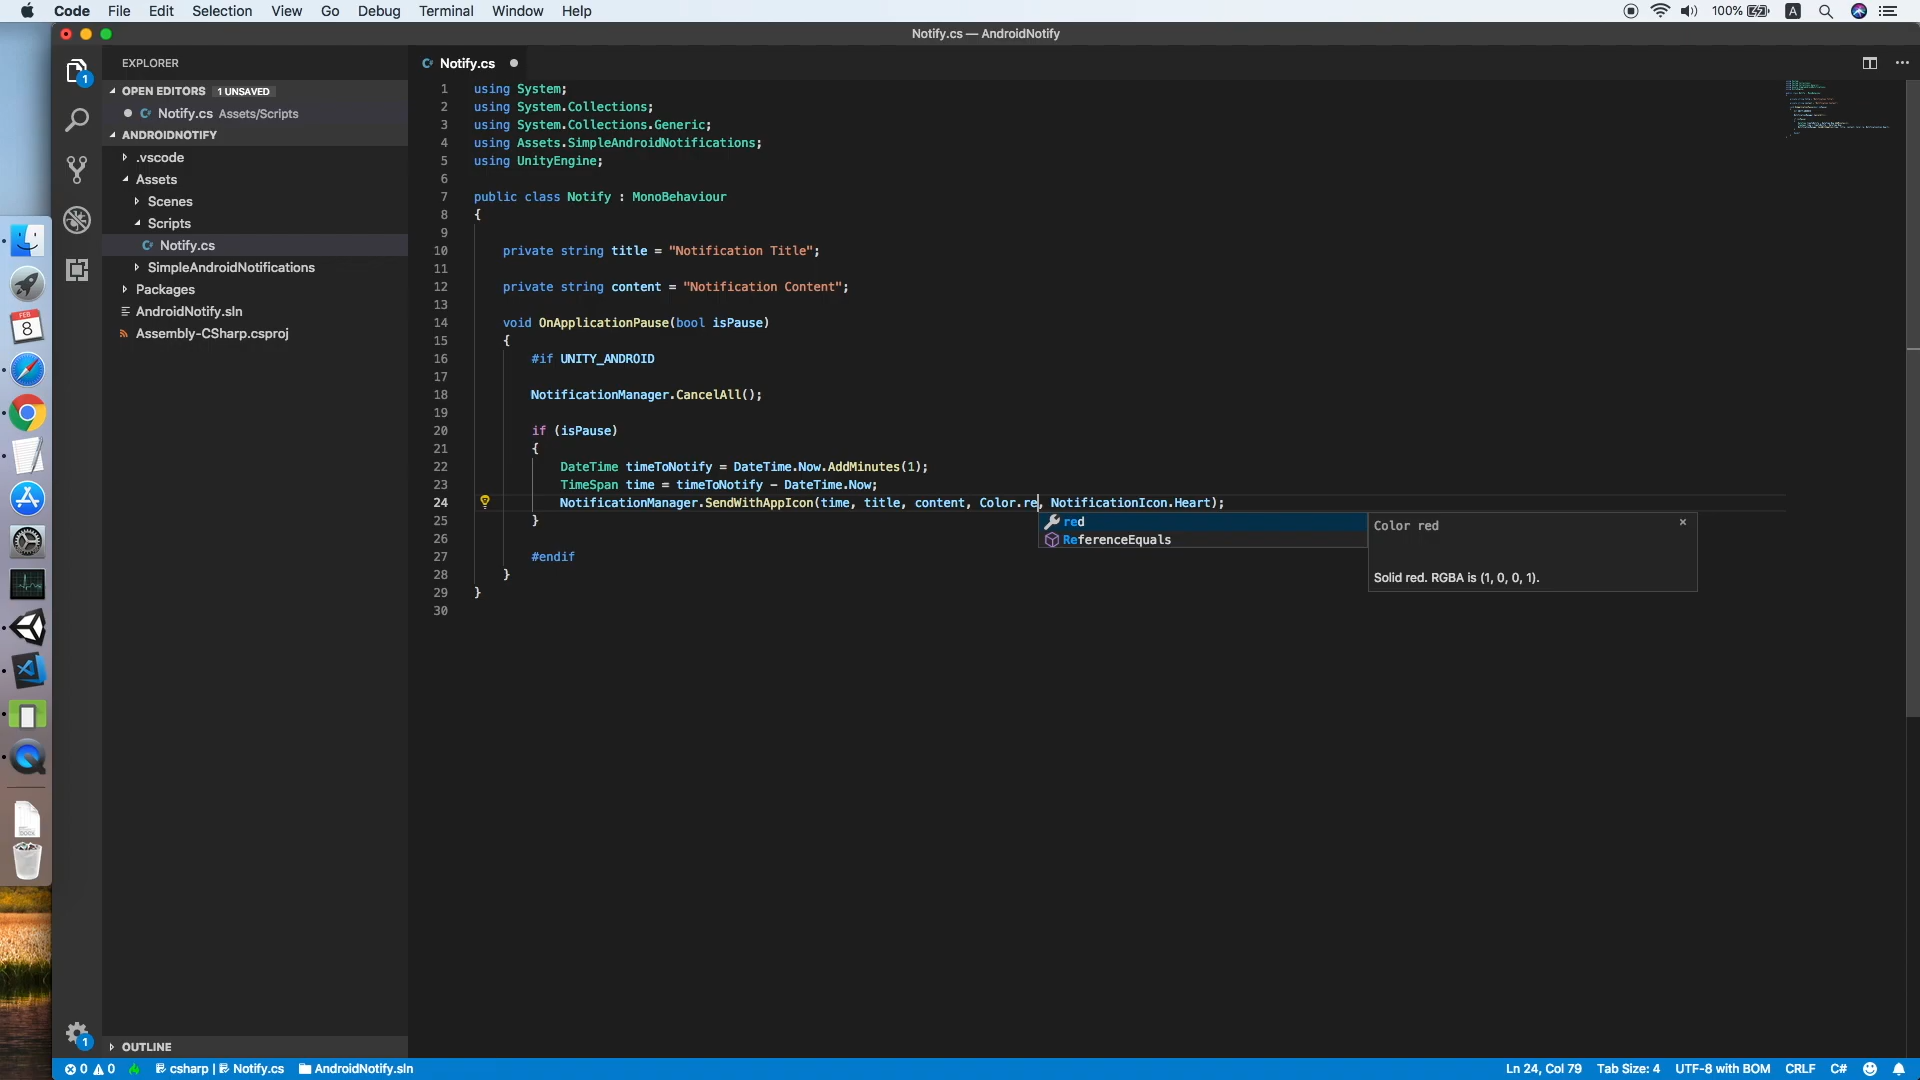 Code File Edit Selection View Go Debug Terminal Window Help 100% A
Notify.cs — AndroidNotify
EXPLORER
OPEN EDITORS 1 UNSAVED
Notify.cs Assets/Scripts
ANDROIDNOTIFY
.vscode
Assets
Scenes
Scripts
Notify.cs
SimpleAndroidNotifications
Packages
AndroidNotify.sln
Assembly-CSharp.csproj
OUTLINE
1
1
FEB
8
DOCX
C# Notify.cs
1 using System;
2 using System.Collections;
3 using System.Collections.Generic;
4 using Assets.SimpleAndroidNotifications;
5 using UnityEngine;
6
7 public class Notify : MonoBehaviour
8 {
9
10 private string title = "Notification Title";
11
12 private string content = "Notification Content";
13
14 void OnApplicationPause(bool isPause)
15 {
16 #if UNITY_ANDROID
17
18 NotificationManager.CancelAll();
19
20 if (isPause)
21 {
22 DateTime timeToNotify = DateTime.Now.AddMinutes(1);
23 TimeSpan time = timeToNotify - DateTime.Now;
24 NotificationManager.SendWithAppIcon(time, title, content, Color.re, NotificationIcon.Heart);
25 }
26
27 #endif
28 }
29 }
30
red
ReferenceEquals
Color red
Solid red. RGBA is (1, 0, 0, 1).
0 0 csharp | Notify.cs AndroidNotify.sln Ln 24, Col 79 Tab Size: 4 UTF-8 with BOM CRLF C#